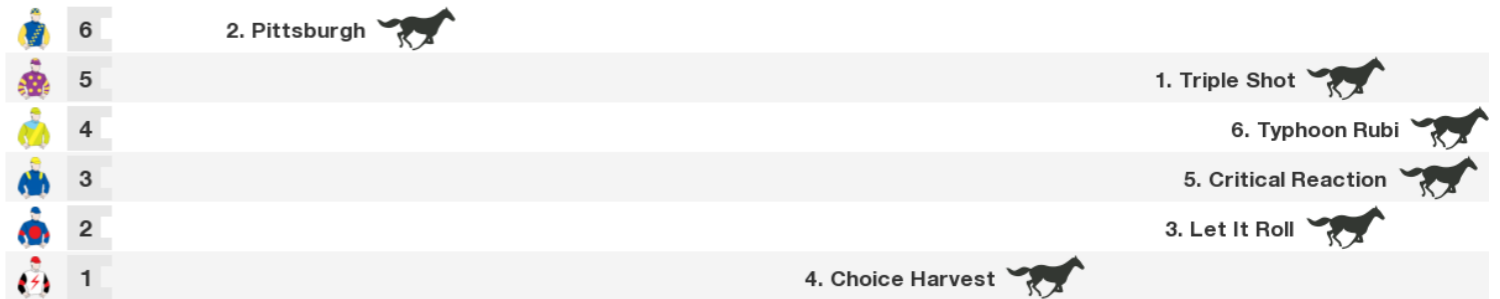 6 2. Pittsburgh
5 1. Triple Shot
4 6. Typhoon Rubi
3 5. Critical Reaction
2 3. Let It Roll
1 4. Choice Harvest